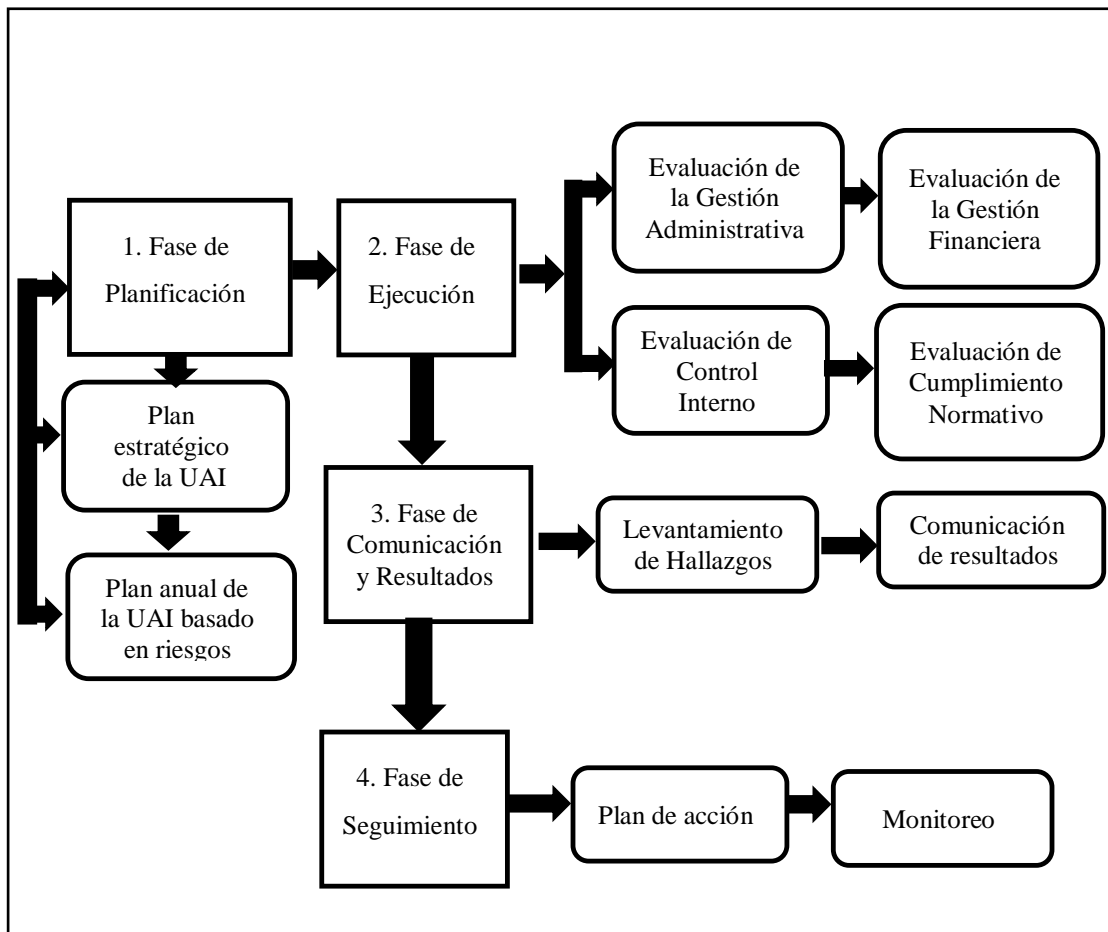 1. Fase de
Planificación
Plan
estratégico
de la UAI
Plan anual de
la UAI basado
en riesgos
2. Fase de
Ejecución
Evaluación de
la Gestión
Administrativa
Evaluación de
la Gestión
Financiera
Evaluación de
Control
Interno
Evaluación de
Cumplimiento
Normativo
3. Fase de
Comunicación
y Resultados
Levantamiento
de Hallazgos
Comunicación
de resultados
4. Fase de
Seguimiento
Plan de acción
Monitoreo